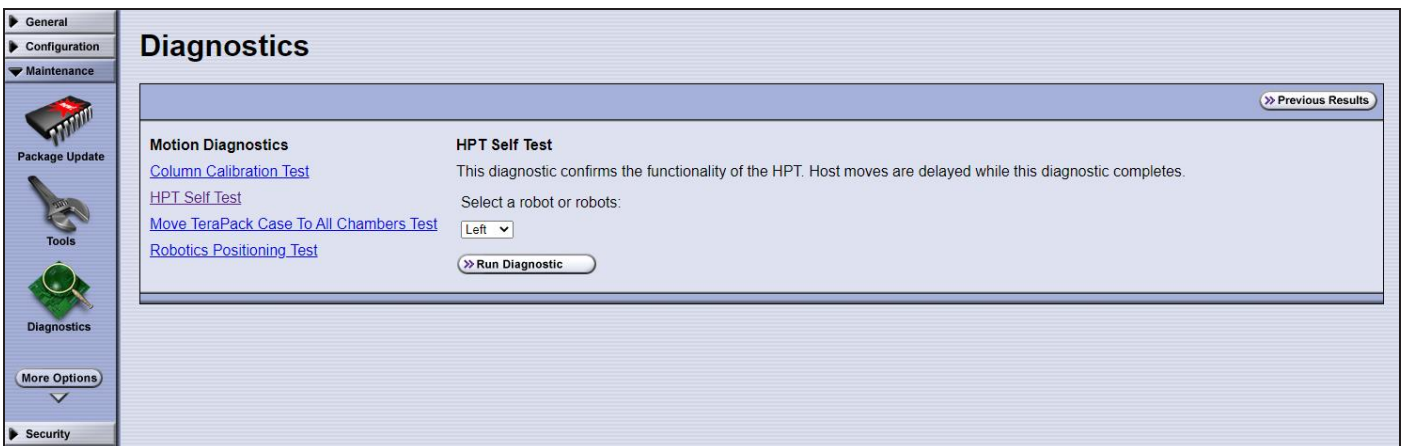 General
Configuration
Maintenance
Package Update
Tools
Diagnostics
More Options
Security
Diagnostics
Previous Results
Motion Diagnostics
Column Calibration Test
HPT Self Test
Move TeraPack Case To All Chambers Test
Robotics Positioning Test
HPT Self Test
This diagnostic confirms the functionality of the HPT. Host moves are delayed while this diagnostic completes.
Select a robot or robots:
Left
Run Diagnostic